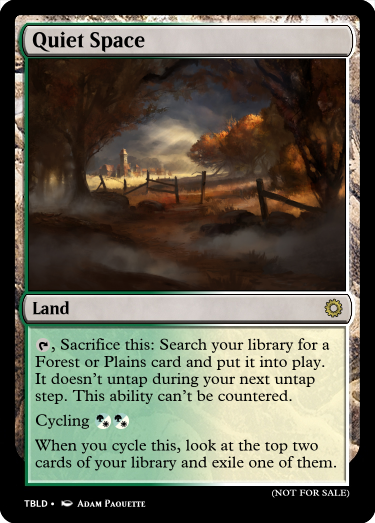 Quiet Space
Land
, Sacrifice this: Search your library for a
Forest or Plains card and put it into play.
It doesn't untap during your next untap
step. This ability can't be countered.
Cycling
When you cycle this, look at the top two
cards of your library and exile one of them.
(NOT FOR SALE)
TBLD • Adam Paquette